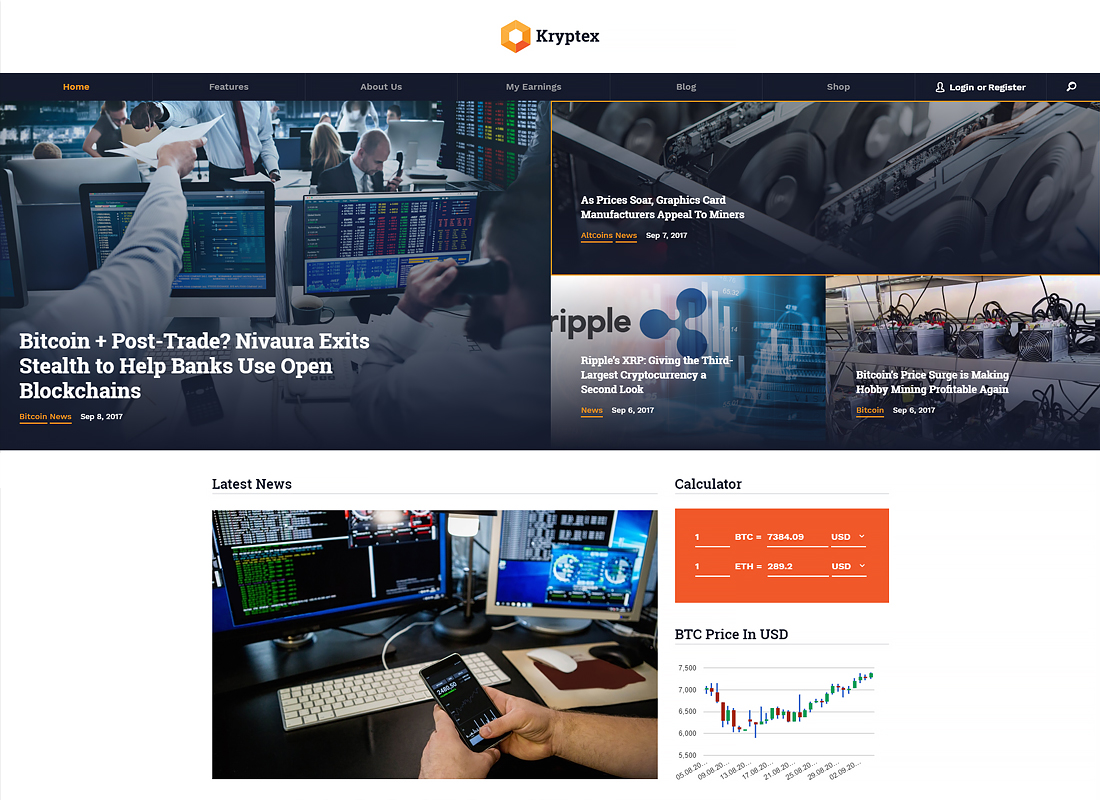 Kryptex
Home
Features
About Us
My Earnings
Blog
Shop
Login or Register
As Prices Soar, Graphics Card
Manufacturers Appeal To Miners
AltCoins News Sep 7, 2017
Bitcoin + Post-Trade? Nivaura Exits
Stealth to Help Banks Use Open
Blockchains
Bitcoin News Sep 8, 2017
ripple
Ripple's XRP: Giving the Third-
Largest Cryptocurrency a
Second Look
News Sep 6, 2017
Bitcoin's Price Surge is Making
Hobby Mining Profitable Again
Bitcoin Sep 6, 2017
Latest News
2480.50
Calculator
1 BTC = 7384.09 USD
1 ETH = 289.2 USD
BTC Price In USD
7,500
7,000
6,500
6,000
5,500
05.08.20...
09.08.20...
13.08.20...
17.08.20...
21.08.20...
25.08.20...
29.08.20...
02.09.20...